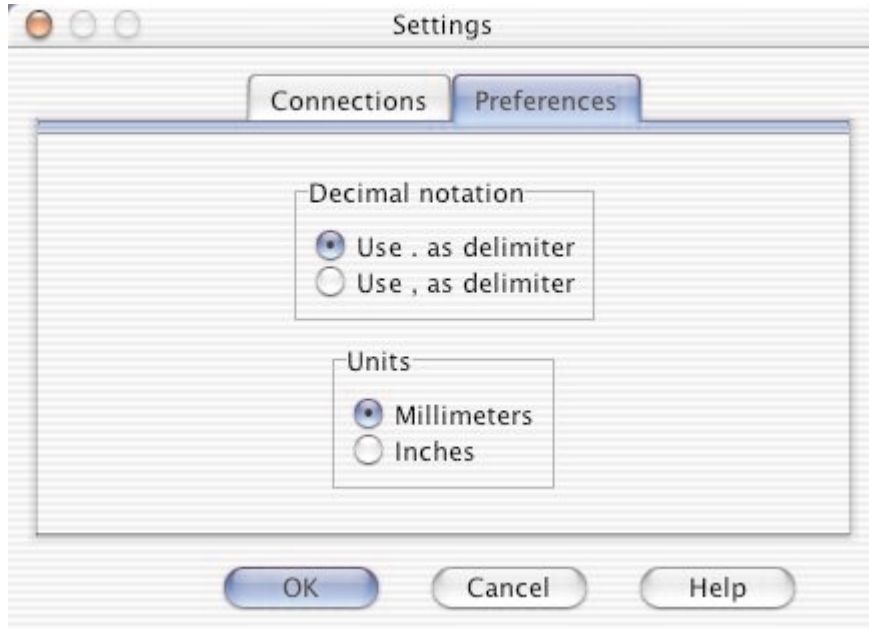 Settings
Connections Preferences
Decimal notation
Use . as delimiter
Use , as delimiter
Units
Millimeters
Inches
OK Cancel Help